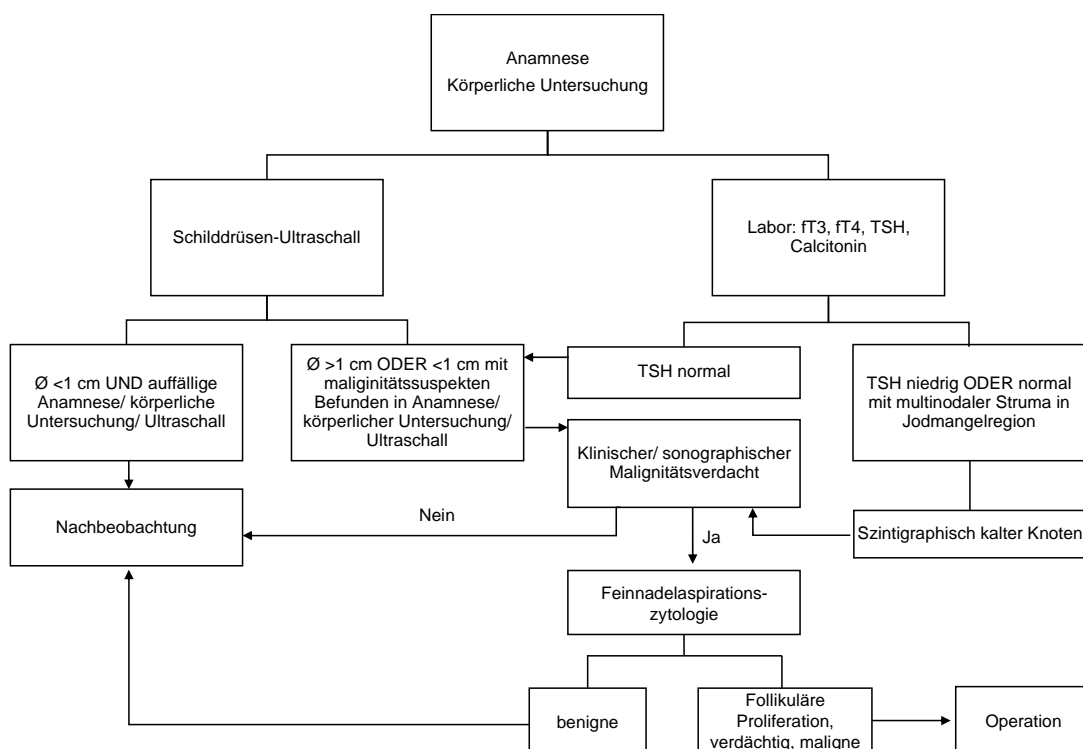 Anamnese
Körperliche Untersuchung
Schilddrüsen-Ultraschall
Labor: fT3, fT4, TSH,
Calcitonin
Ø <1 cm UND auffällige
Anamnese/ körperliche
Untersuchung/ Ultraschall
Ø >1 cm ODER <1 cm mit
maliginitätssuspekten
Befunden in Anamnese/
körperlicher Untersuchung/
Ultraschall
TSH normal
TSH niedrig ODER normal
mit multinodaler Struma in
Jodmangelregion
Klinischer/ sonographischer
Malignitätsverdacht
Nachbeobachtung
Nein
Ja
Szintigraphisch kalter Knoten
Feinnadelaspirations-
zytologie
benigne
Follikuläre
Proliferation,
verdächtig, maligne
Operation